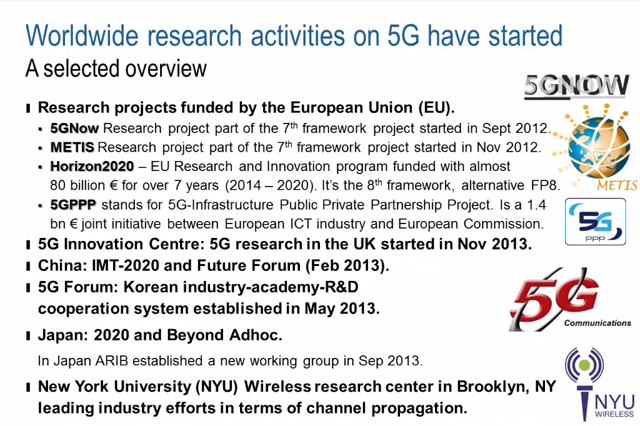 Worldwide research activities on 5G have started
A selected overview
5GNOW
Research projects funded by the European Union (EU).
5GNow Research project part of the 7th framework project started in Sept 2012.
METIS Research project part of the 7th framework project started in Nov 2012.
Horizon2020 – EU Research and Innovation program funded with almost
80 billion € for over 7 years (2014 – 2020). It's the 8th framework, alternative FP8.
METIS
5GPPP stands for 5G-Infrastructure Public Private Partnership Project. Is a 1.4
bn € joint initiative between European ICT industry and European Commission.
5G
PPP
5G Innovation Centre: 5G research in the UK started in Nov 2013.
China: IMT-2020 and Future Forum (Feb 2013).
5G Forum: Korean industry-academy-R&D
cooperation system established in May 2013.
5G
Communications
Japan: 2020 and Beyond Adhoc.
In Japan ARIB established a new working group in Sep 2013.
New York University (NYU) Wireless research center in Brooklyn, NY
leading industry efforts in terms of channel propagation.
NYU
WIRELESS